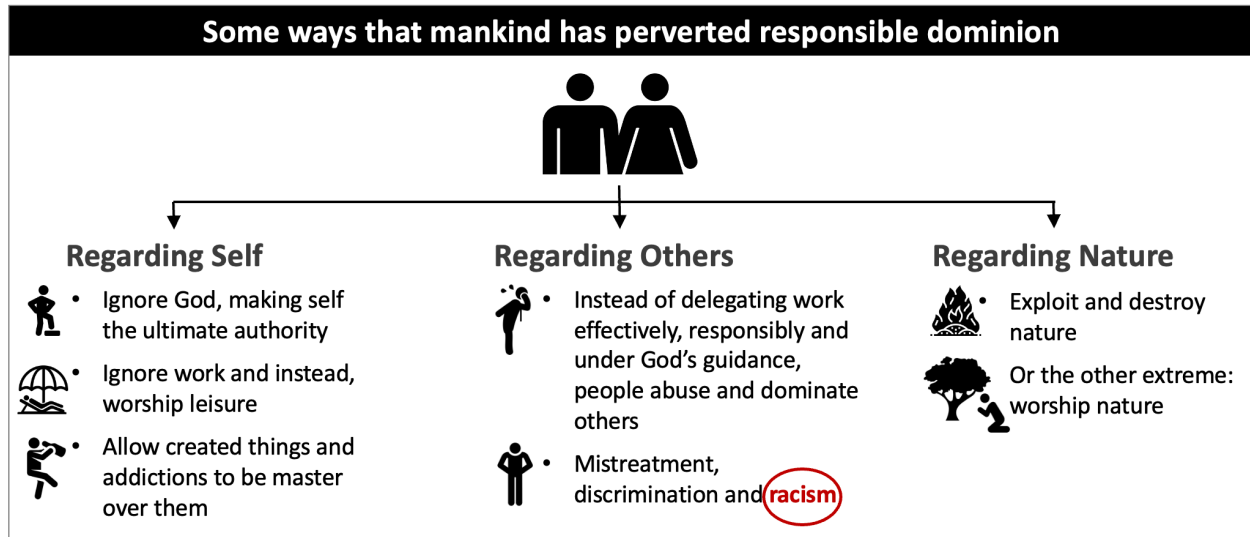 Some ways that mankind has perverted responsible dominion
Regarding Self
• Ignore God, making self
the ultimate authority
• Ignore work and instead,
worship leisure
• Allow created things and
addictions to be master
over them
Regarding Others
• Instead of delegating work
effectively, responsibly and
under God's guidance,
people abuse and dominate
others
• Mistreatment,
discrimination and racism
Regarding Nature
• Exploit and destroy
nature
• Or the other extreme:
worship nature